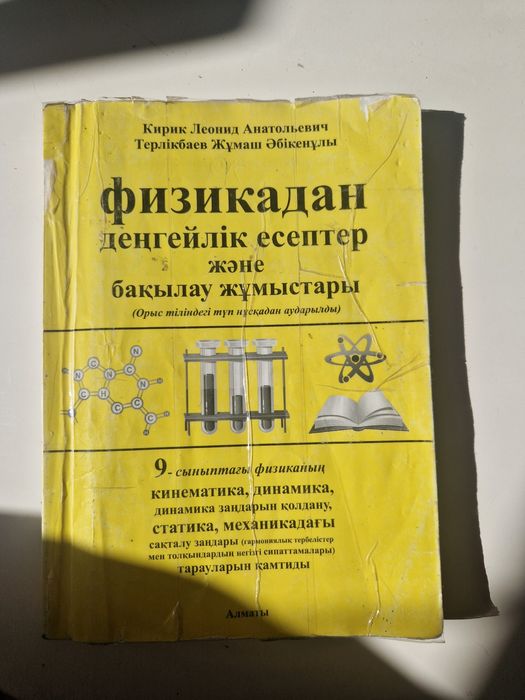 Кирик Леонид Анатольевич
Терлікбаев Жұмаш Әбікенұлы
физикадан
деңгейлік есептер
және
бақылау жұмыстары
(Орыс тіліндегі түп нұсқадан аударылды)
9- сыныптағы физиканың
кинематика, динамика,
динамика заңдарын қолдану,
статика, механикадағы
сақталу заңдары (гармониялық тербелістер
мен толқындардың негізгі сипаттамалары)
тарауларын қамтиды
Алматы